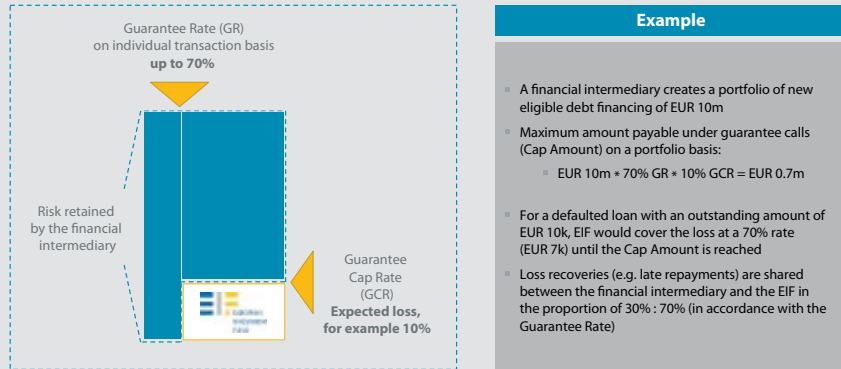 Guarantee Rate (GR)
on individual transaction basis
up to 70%
Risk retained
by the financial
intermediary
Guarantee
Cap Rate
(GCR)
Expected loss,
for example 10%
EIF
Example
A financial intermediary creates a portfolio of new
eligible debt financing of EUR 10m
Maximum amount payable under guarantee calls
(Cap Amount) on a portfolio basis:
EUR 10m * 70% GR * 10% GCR = EUR 0.7m
For a defaulted loan with an outstanding amount of
EUR 10k, EIF would cover the loss at a 70% rate
(EUR 7k) until the Cap Amount is reached
Loss recoveries (e.g. late repayments) are shared
between the financial intermediary and the EIF in
the proportion of 30% : 70% (in accordance with the
Guarantee Rate)